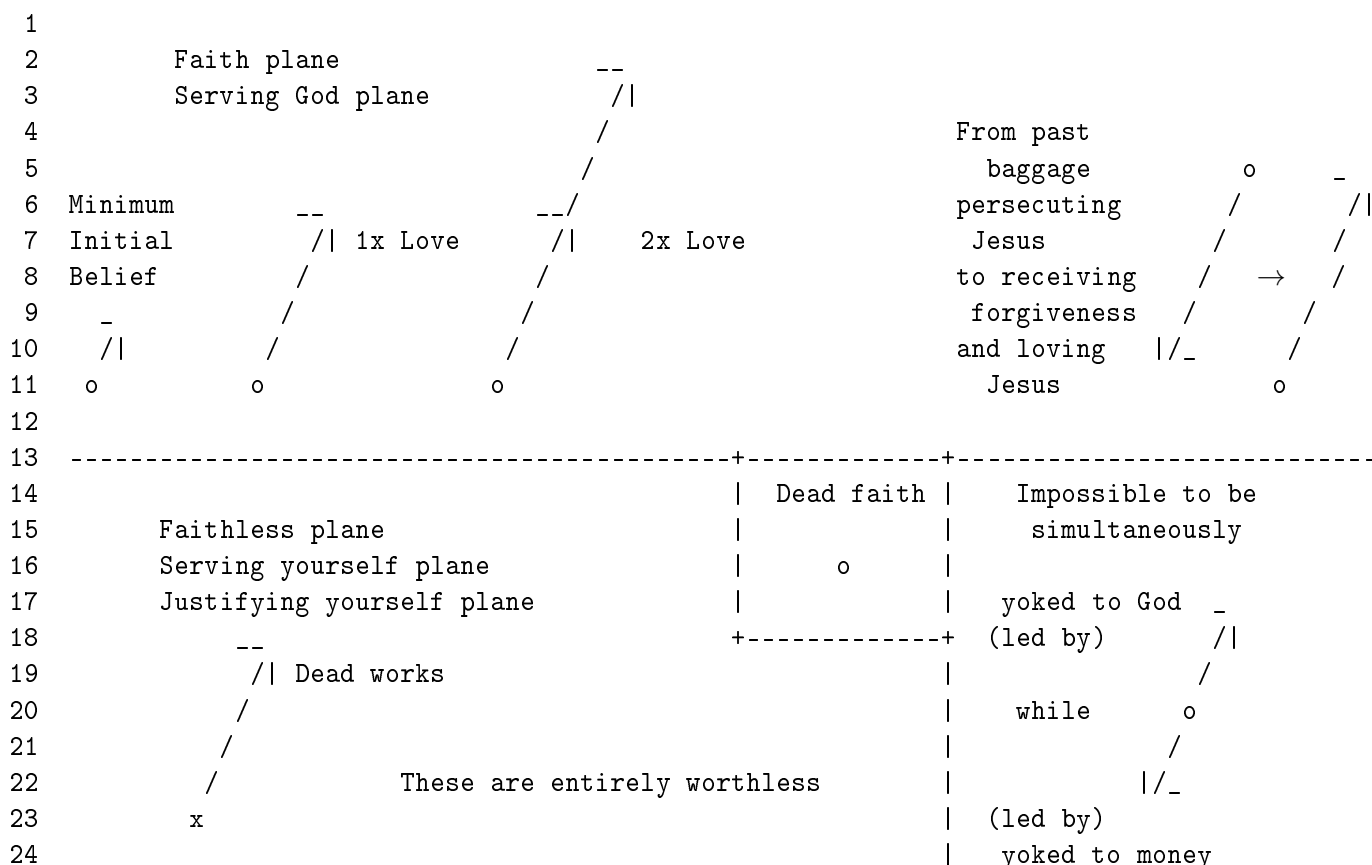 1
2 Faith plane __
3 Serving God plane /|
4 / From past
5 / baggage o _
6 Minimum __ __/ persecuting / /|
7 Initial /| 1x Love /| 2x Love Jesus / /
8 Belief / / to receiving / → /
9 _ / / forgiveness / /
10 /| / / and loving |/_ /
11 o o o Jesus o
12
13 --------------------------------------------+-------------+----------------------------
14 | Dead faith | Impossible to be
15 Faithless plane | | simultaneously
16 Serving yourself plane | o |
17 Justifying yourself plane | | yoked to God _
18 __ +-------------+ (led by) /|
19 /| Dead works | /
20 / | while o
21 / | /
22 / These are entirely worthless | |/_
23 x | (led by)
24 | yoked to money